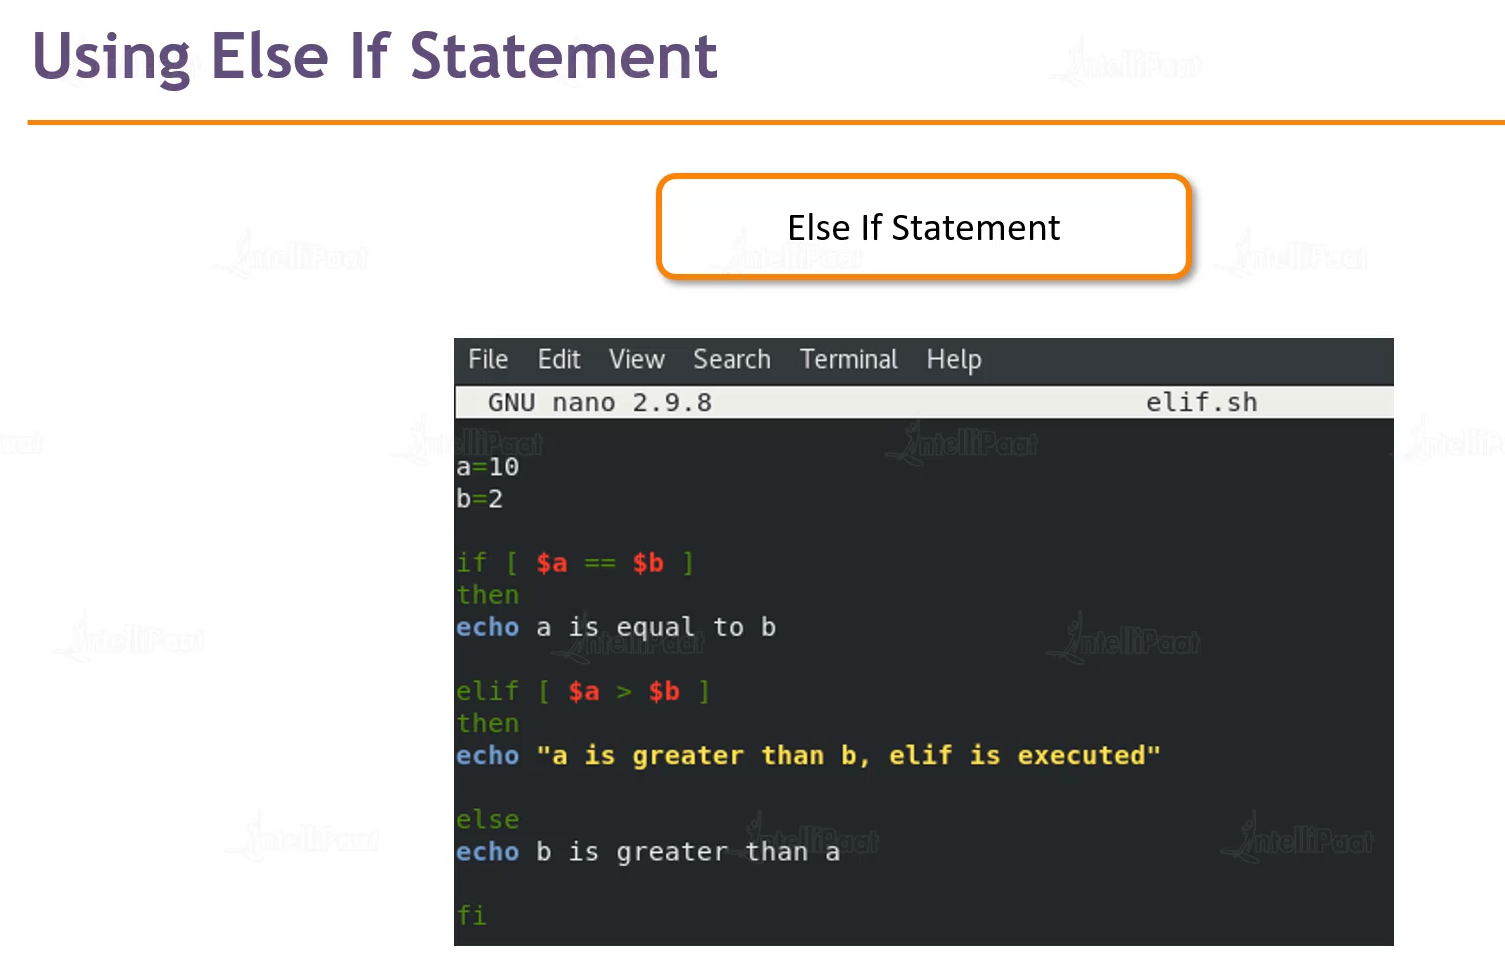 Using Else If Statement
Else If Statement
File Edit View Search Terminal Help
GNU nano 2.9.8 elif.sh
a=10
b=2
if [ $a == $b ]
then
echo a is equal to b
elif [ $a > $b ]
then
echo "a is greater than b, elif is executed"
else
echo b is greater than a
fi
IntelliPaat